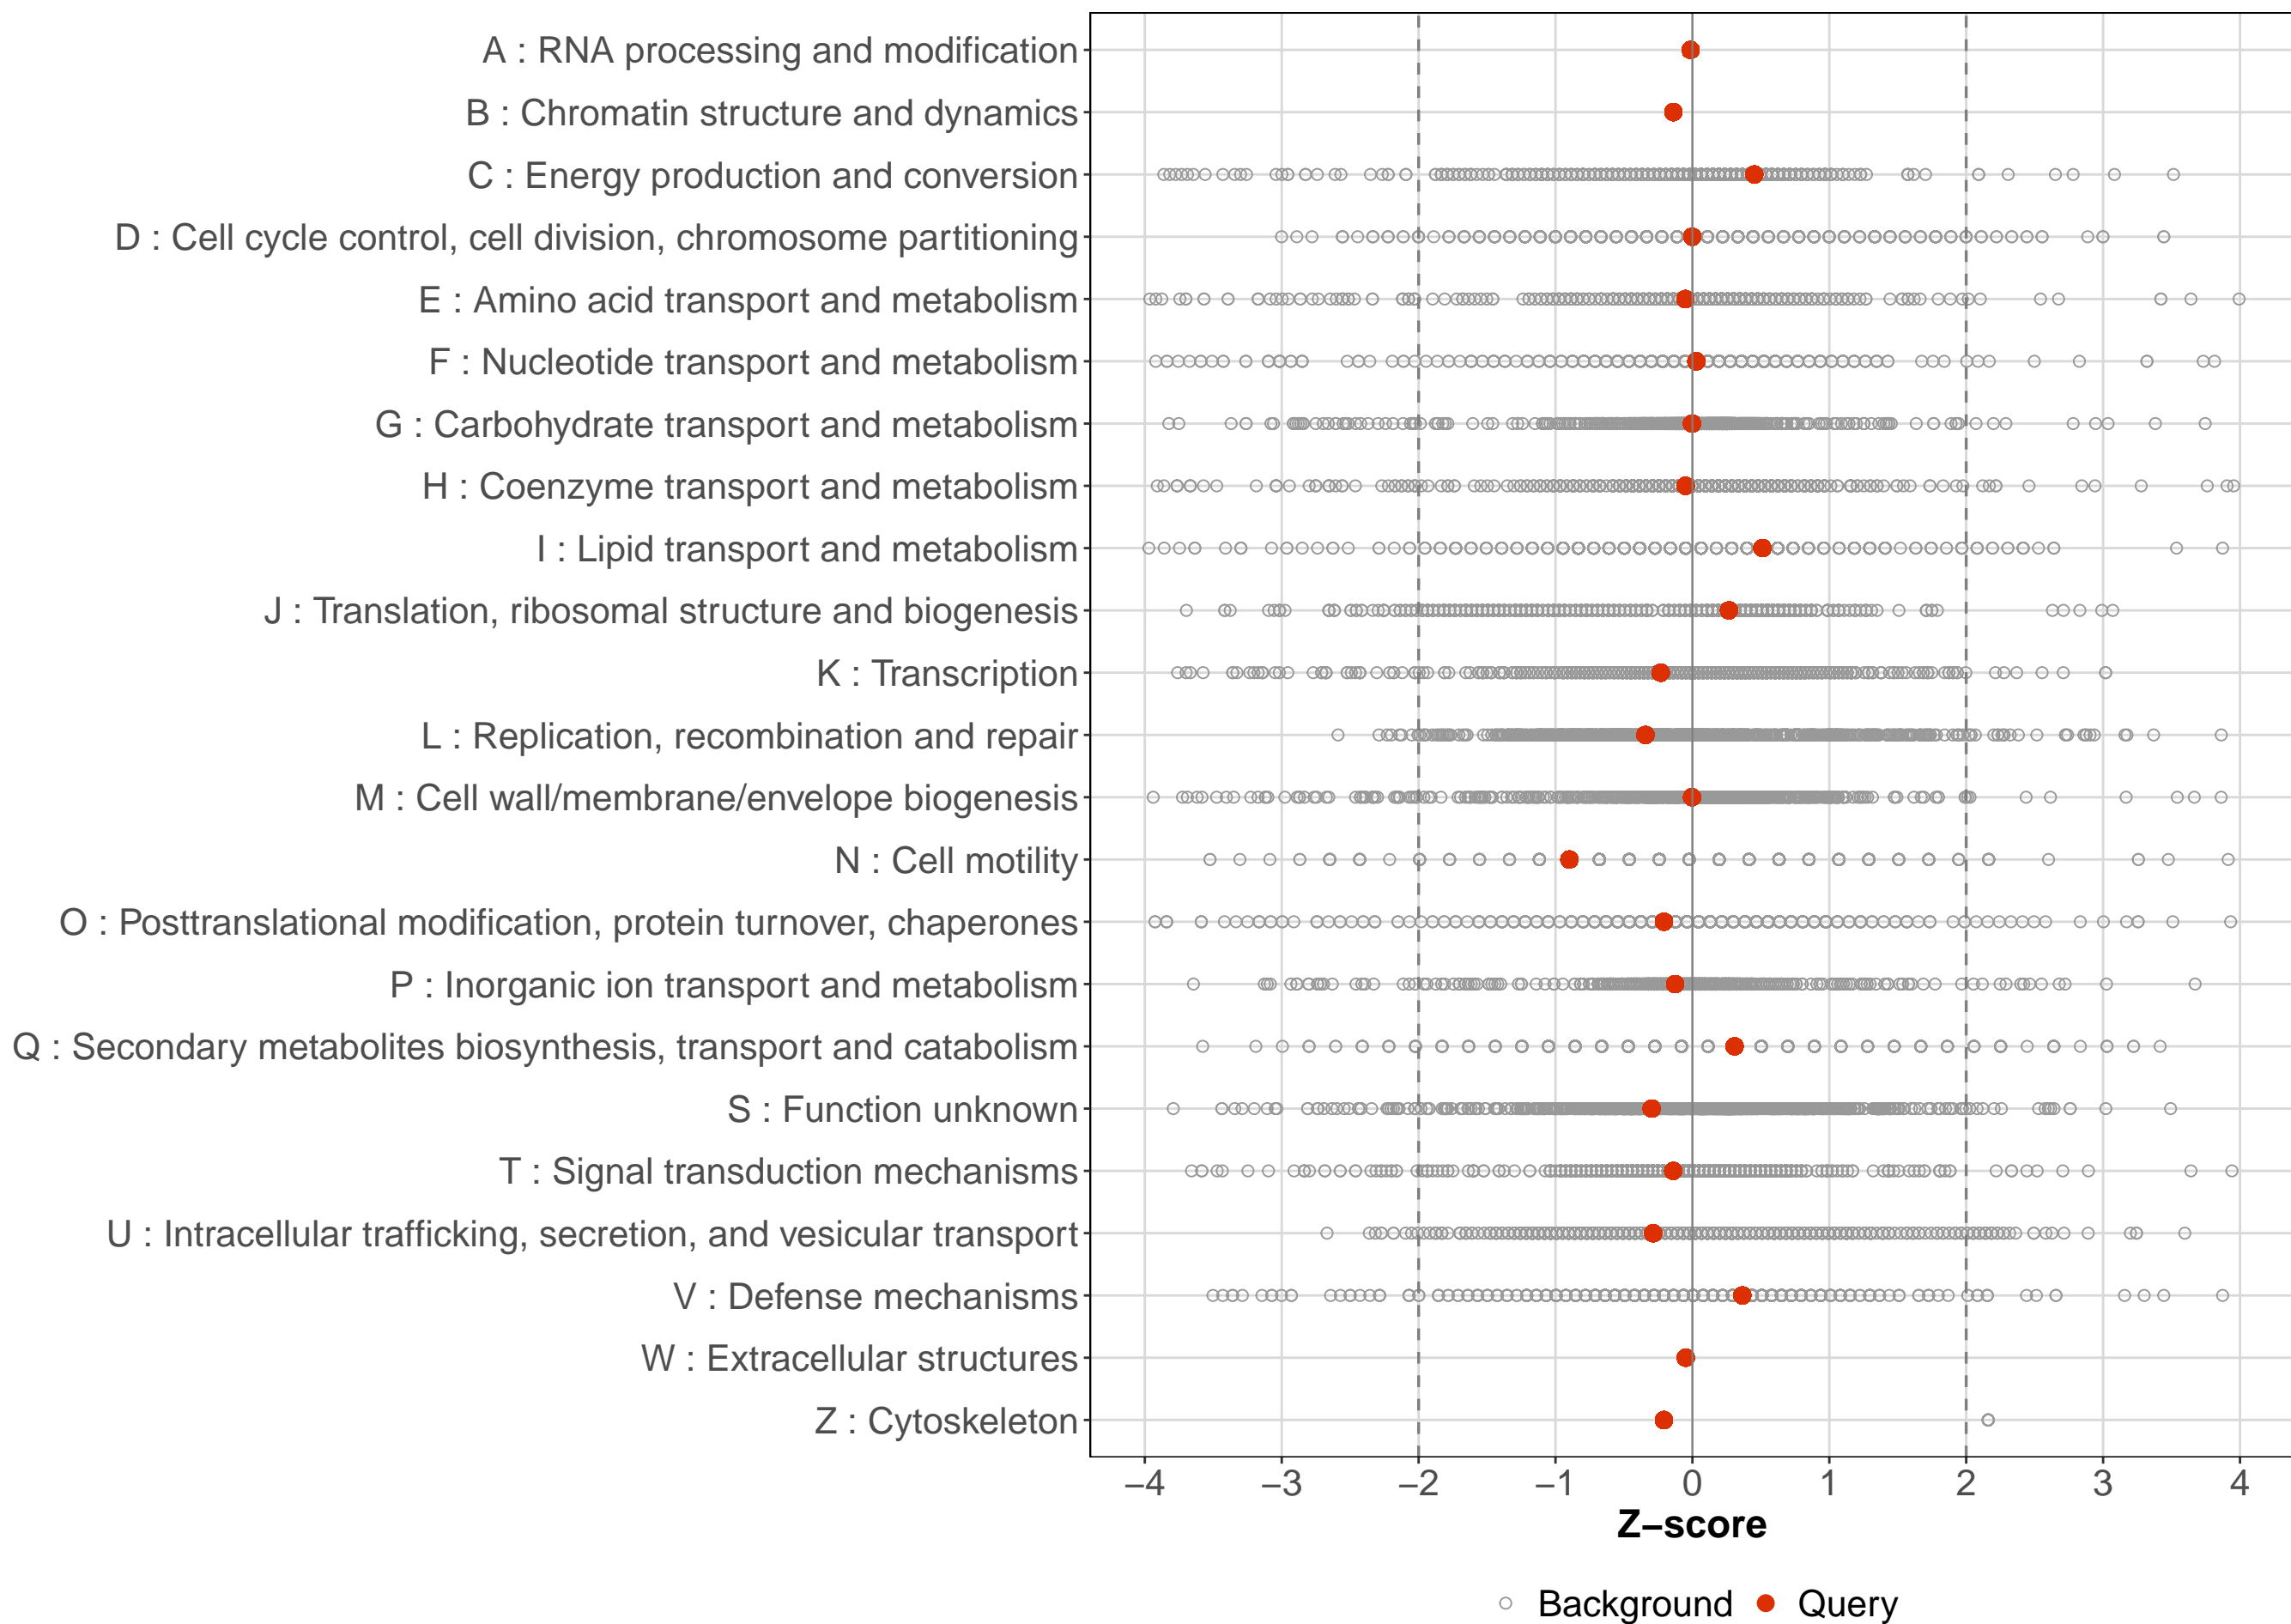 A : RNA processing and modification
B : Chromatin structure and dynamics
C : Energy production and conversion
D : Cell cycle control, cell division, chromosome partitioning
E : Amino acid transport and metabolism
F : Nucleotide transport and metabolism
G : Carbohydrate transport and metabolism
H : Coenzyme transport and metabolism
I : Lipid transport and metabolism
J : Translation, ribosomal structure and biogenesis
K : Transcription
L : Replication, recombination and repair
M : Cell wall/membrane/envelope biogenesis
N : Cell motility
O : Posttranslational modification, protein turnover, chaperones
P : Inorganic ion transport and metabolism
Q : Secondary metabolites biosynthesis, transport and catabolism
S : Function unknown
T : Signal transduction mechanisms
U : Intracellular trafficking, secretion, and vesicular transport
V : Defense mechanisms
W : Extracellular structures
Z : Cytoskeleton
−4 −3 −2 −1 0 1 2 3 4
Z−score
Background Query